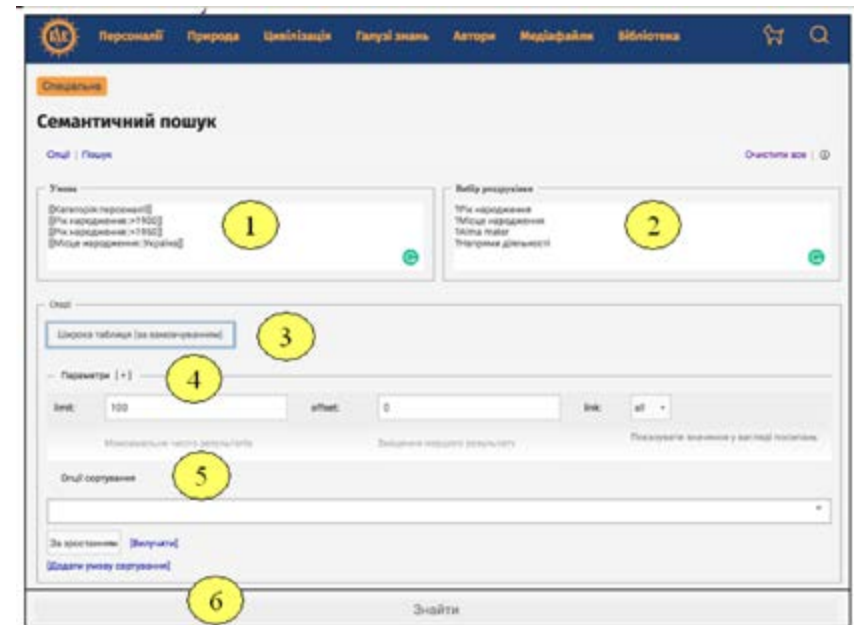 Персоналії Природа Цивілізація Галузі знань Автори Медіафайли Бібліотека
Спеціальна
Семантичний пошук
Опції | Пошук
Очистити все |
Умова
[[Категорія:персоналії]]
[[Рік народження::>1900]]
[[Рік народження::>1950]]
[[Місце народження::Україна]]
1
Вибір роздруківки
?Рік народження
?Місце народження
?Alma mater
?Напрями діяльності
2
Опції
Широка таблиця (за замовчуванням)
3
Параметри [+]
4
limit: 100
offset: 0
link: all
Максимальне число результатів
Зміщення першого результату
Показувати значення у вигляді посилань
Опції сортування
5
За зростанням [Вилучити]
[Додати умову сортування]
6
Знайти